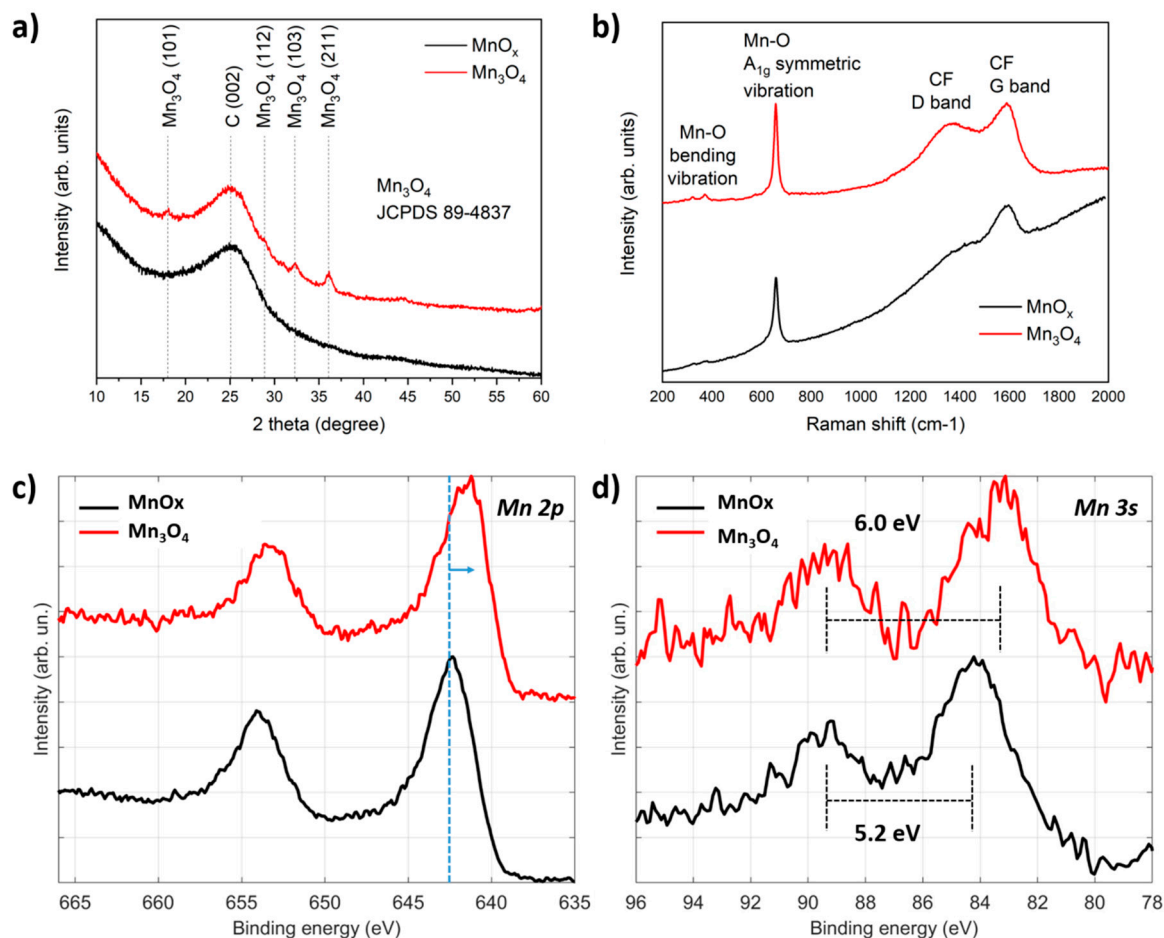 a)
Mn₃O₄ (101)
C (002)
Mn₃O₄ (112)
Mn₃O₄ (103)
Mn₃O₄ (211)
MnOₓ
Mn₃O₄
Mn₃O₄
JCPDS 89-4837
Intensity (arb. units)
10 15 20 25 30 35 40 45 50 55 60
2 theta (degree)
b)
Mn-O
A₁g symmetric
vibration
CF
D band
CF
G band
Mn-O
bending
vibration
MnOₓ
Mn₃O₄
Intensity (arb. units)
200 400 600 800 1000 1200 1400 1600 1800 2000
Raman shift (cm-1)
c)
MnOx
Mn₃O₄
Mn 2p
Intensity (arb. un.)
665 660 655 650 645 640 635
Binding energy (eV)
d)
MnOx
Mn₃O₄
Mn 3s
6.0 eV
5.2 eV
Intensity (arb. un.)
96 94 92 90 88 86 84 82 80 78
Binding energy (eV)